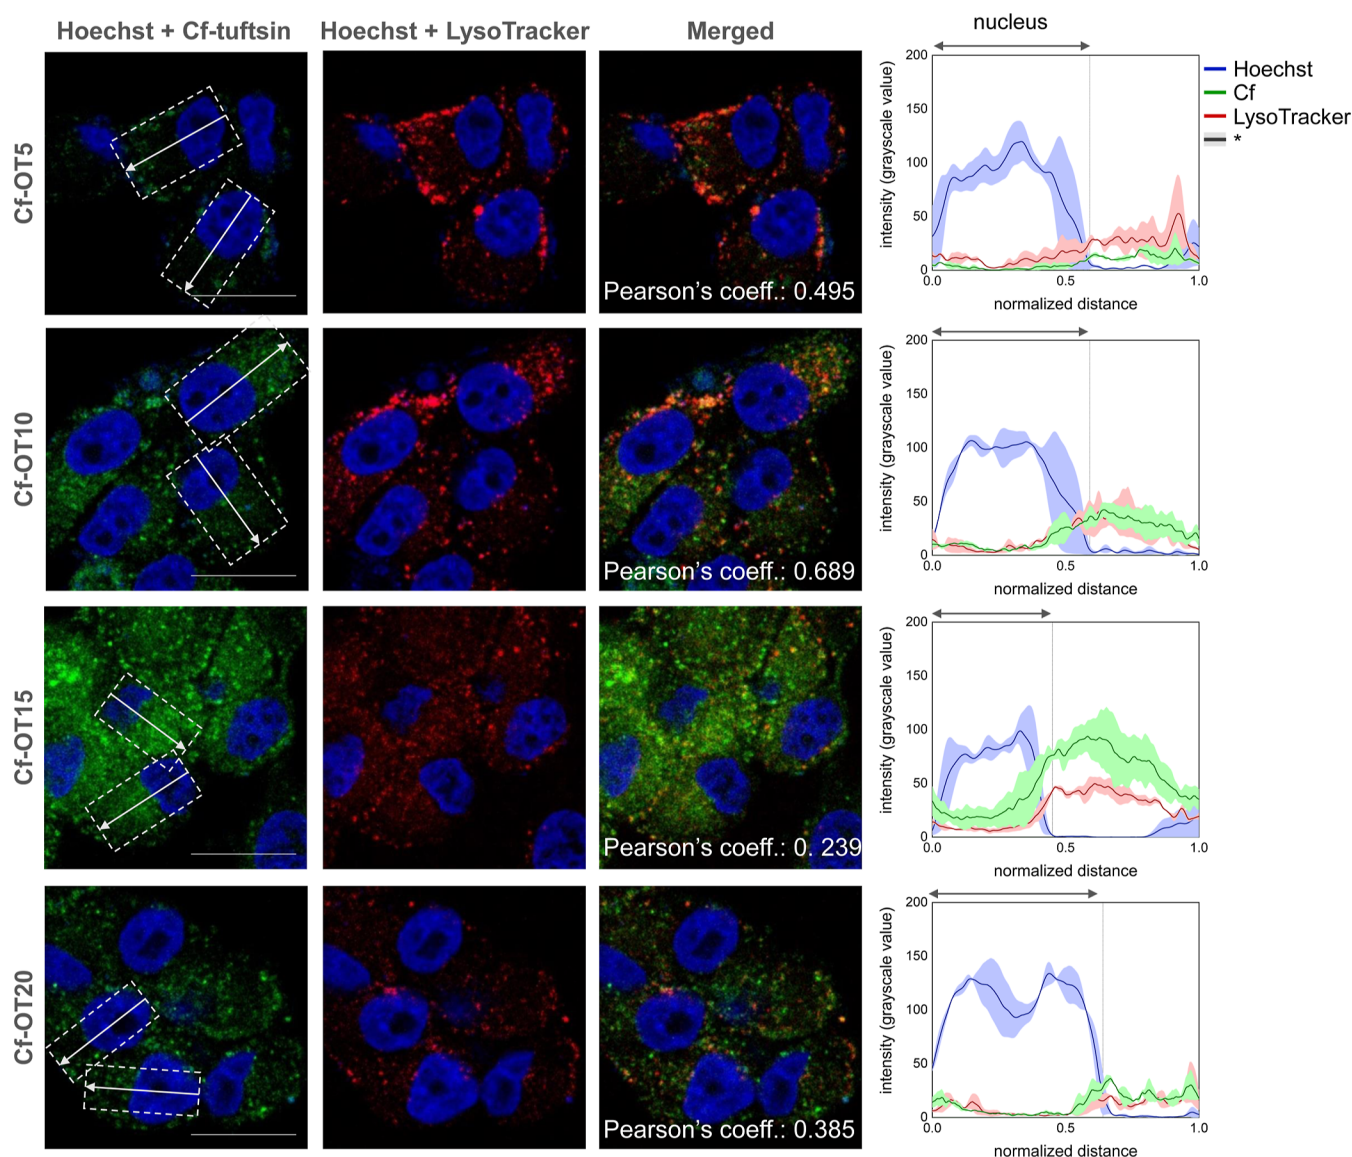 Hoechst + Cf-tuftsin
Hoechst + LysoTracker
Merged
nucleus
Cf-OT5
Pearson's coeff.: 0.495
intensity (grayscale value)
200
150
100
50
0
0.0 0.5 1.0
normalized distance
Hoechst
Cf
LysoTracker
*
Cf-OT10
Pearson's coeff.: 0.689
intensity (grayscale value)
200
150
100
50
0
0.0 0.5 1.0
normalized distance
Cf-OT15
Pearson's coeff.: 0. 239
intensity (grayscale value)
200
150
100
50
0
0.0 0.5 1.0
normalized distance
Cf-OT20
Pearson's coeff.: 0.385
intensity (grayscale value)
200
150
100
50
0
0.0 0.5 1.0
normalized distance